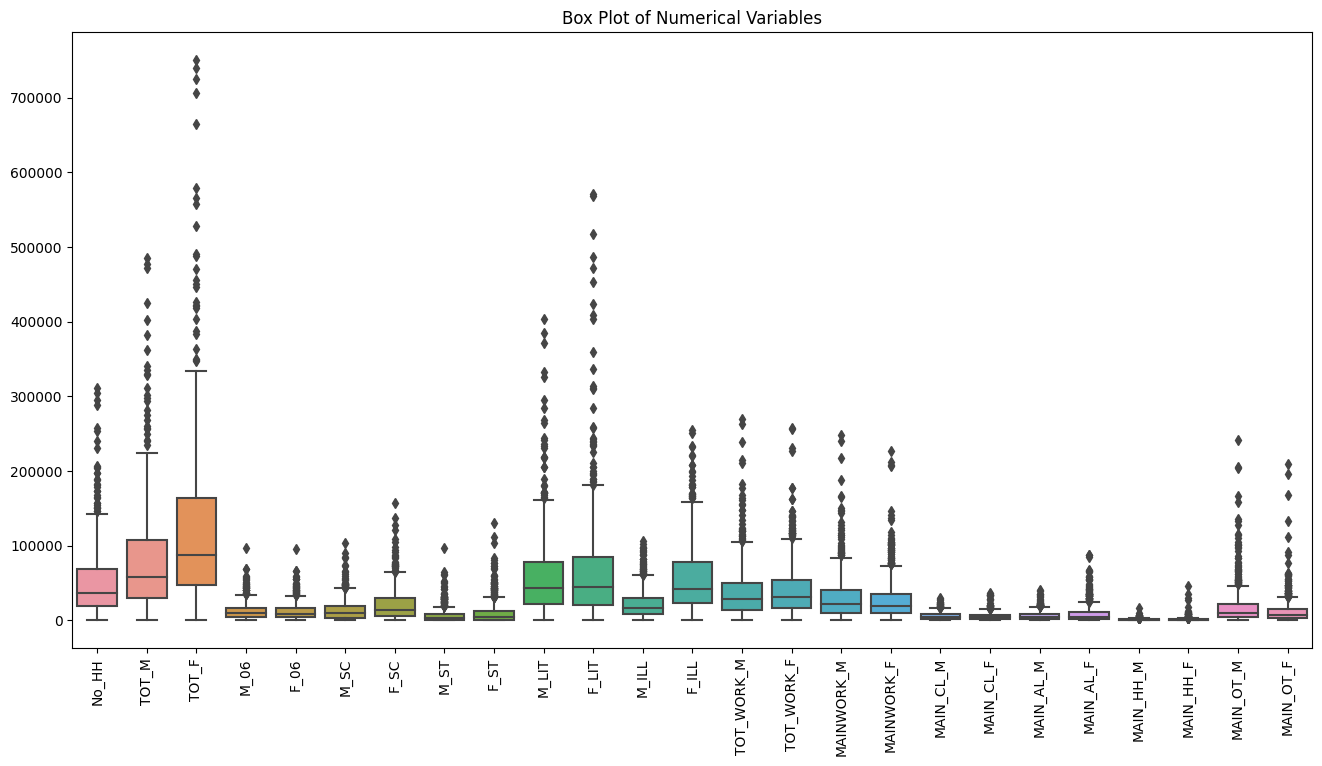 Box Plot of Numerical Variables
700000
600000
500000
400000
300000
200000
100000
0
No_HH
TOT_M
TOT_F
M_06
F_06
M_SC
F_SC
M_ST
F_ST
M_LIT
F_LIT
M_ILL
F_ILL
TOT_WORK_M
TOT_WORK_F
MAINWORK_M
MAINWORK_F
MAIN_CL_M
MAIN_CL_F
MAIN_AL_M
MAIN_AL_F
MAIN_HH_M
MAIN_HH_F
MAIN_OT_M
MAIN_OT_F